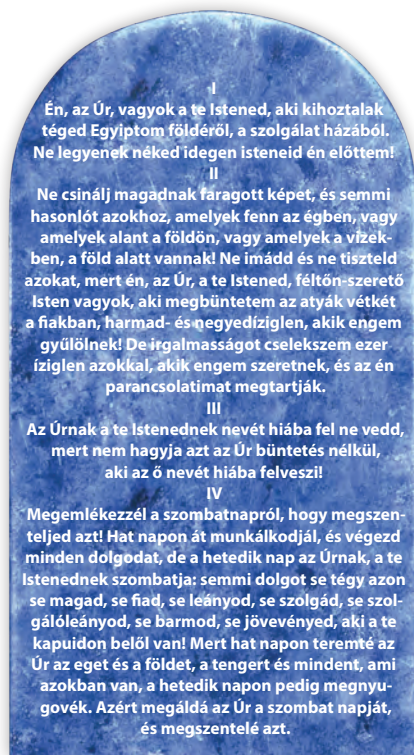 I
Én, az Úr, vagyok a te Istened, aki kihoztalak
téged Egyiptom földéről, a szolgálat házából.
Ne legyenek néked idegen isteneid én előttem!
II
Ne csinálj magadnak faragott képet, és semmi
hasonlót azokhoz, amelyek fenn az égben, vagy
amelyek alant a földön, vagy amelyek a vizek-
ben, a föld alatt vannak! Ne imádd és ne tiszteld
azokat, mert én, az Úr, a te Istened, féltőn-szerető
Isten vagyok, aki megbüntetem az atyák vétkét
a fiakban, harmad- és negyedíziglen, akik engem
gyűlölnek! De irgalmasságot cselekszem ezer
íziglen azokkal, akik engem szeretnek, és az én
parancsolatimat megtartják.
III
Az Úrnak a te Istenednek nevét hiába fel ne vedd,
mert nem hagyja azt az Úr büntetés nélkül,
aki az ő nevét hiába felveszi!
IV
Megemlékezzél a szombatnapról, hogy megszen-
teljed azt! Hat napon át munkálkodjál, és végezd
minden dolgodat, de a hetedik nap az Úrnak, a te
Istenednek szombatja: semmi dolgot se tégy azon
se magad, se fiad, se leányod, se szolgád, se szol-
gálóleányod, se barmod, se jövevényed, aki a te
kapuidon belől van! Mert hat napon teremté az
Úr az eget és a földet, a tengert és mindent, ami
azokban van, a hetedik napon pedig megnyu-
govék. Azért megáldá az Úr a szombat napját,
és megszentelé azt.